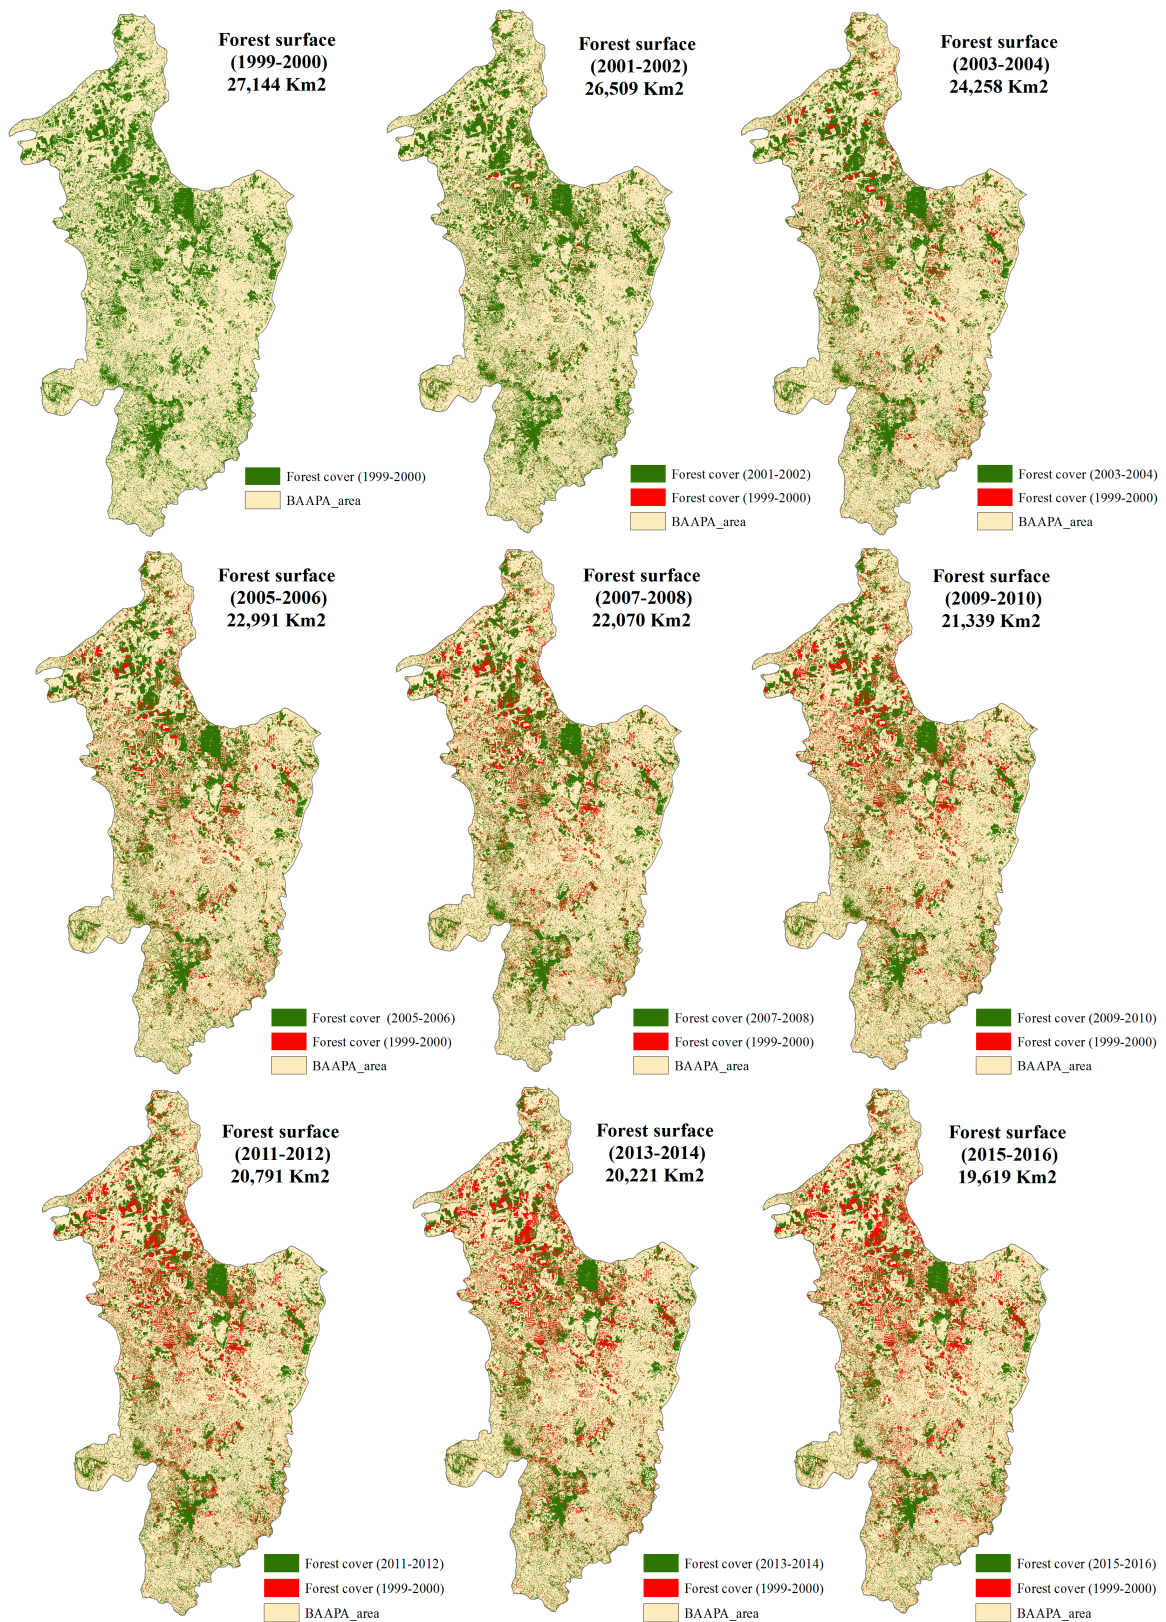 Forest surface
(1999-2000)
27,144 Km2
Forest cover (1999-2000)
BAAPA_area
Forest surface
(2001-2002)
26,509 Km2
Forest cover (2001-2002)
Forest cover (1999-2000)
BAAPA_area
Forest surface
(2003-2004)
24,258 Km2
Forest cover (2003-2004)
Forest cover (1999-2000)
BAAPA_area
Forest surface
(2005-2006)
22,991 Km2
Forest cover (2005-2006)
Forest cover (1999-2000)
BAAPA_area
Forest surface
(2007-2008)
22,070 Km2
Forest cover (2007-2008)
Forest cover (1999-2000)
BAAPA_area
Forest surface
(2009-2010)
21,339 Km2
Forest cover (2009-2010)
Forest cover (1999-2000)
BAAPA_area
Forest surface
(2011-2012)
20,791 Km2
Forest cover (2011-2012)
Forest cover (1999-2000)
BAAPA_area
Forest surface
(2013-2014)
20,221 Km2
Forest cover (2013-2014)
Forest cover (1999-2000)
BAAPA_area
Forest surface
(2015-2016)
19,619 Km2
Forest cover (2015-2016)
Forest cover (1999-2000)
BAAPA_area